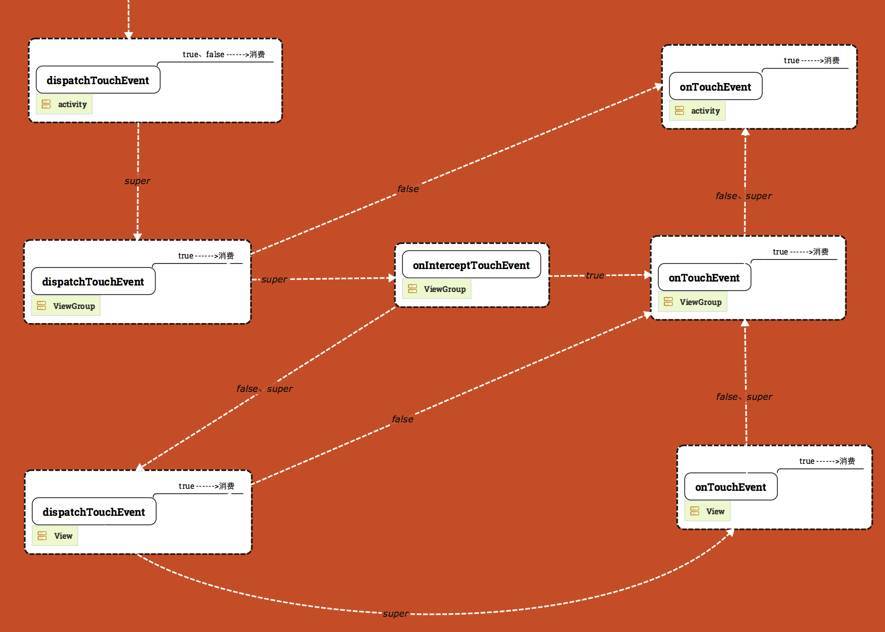 true、false ------>消费
dispatchTouchEvent
activity
true ------>消费
onTouchEvent
activity
super
false
false、super
true ------>消费
dispatchTouchEvent
ViewGroup
super
onInterceptTouchEvent
ViewGroup
true
true ------>消费
onTouchEvent
ViewGroup
false、super
false
false、super
true ------>消费
dispatchTouchEvent
View
true ------>消费
onTouchEvent
View
super